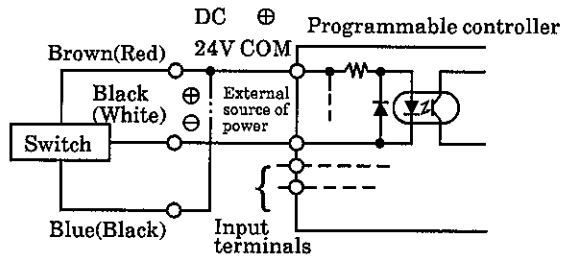 DC ⊕
24V COM
Programmable controller
Brown(Red)
Black
(White)
⊕
⊖
External
source of
power
Switch
Blue(Black)
Input
terminals